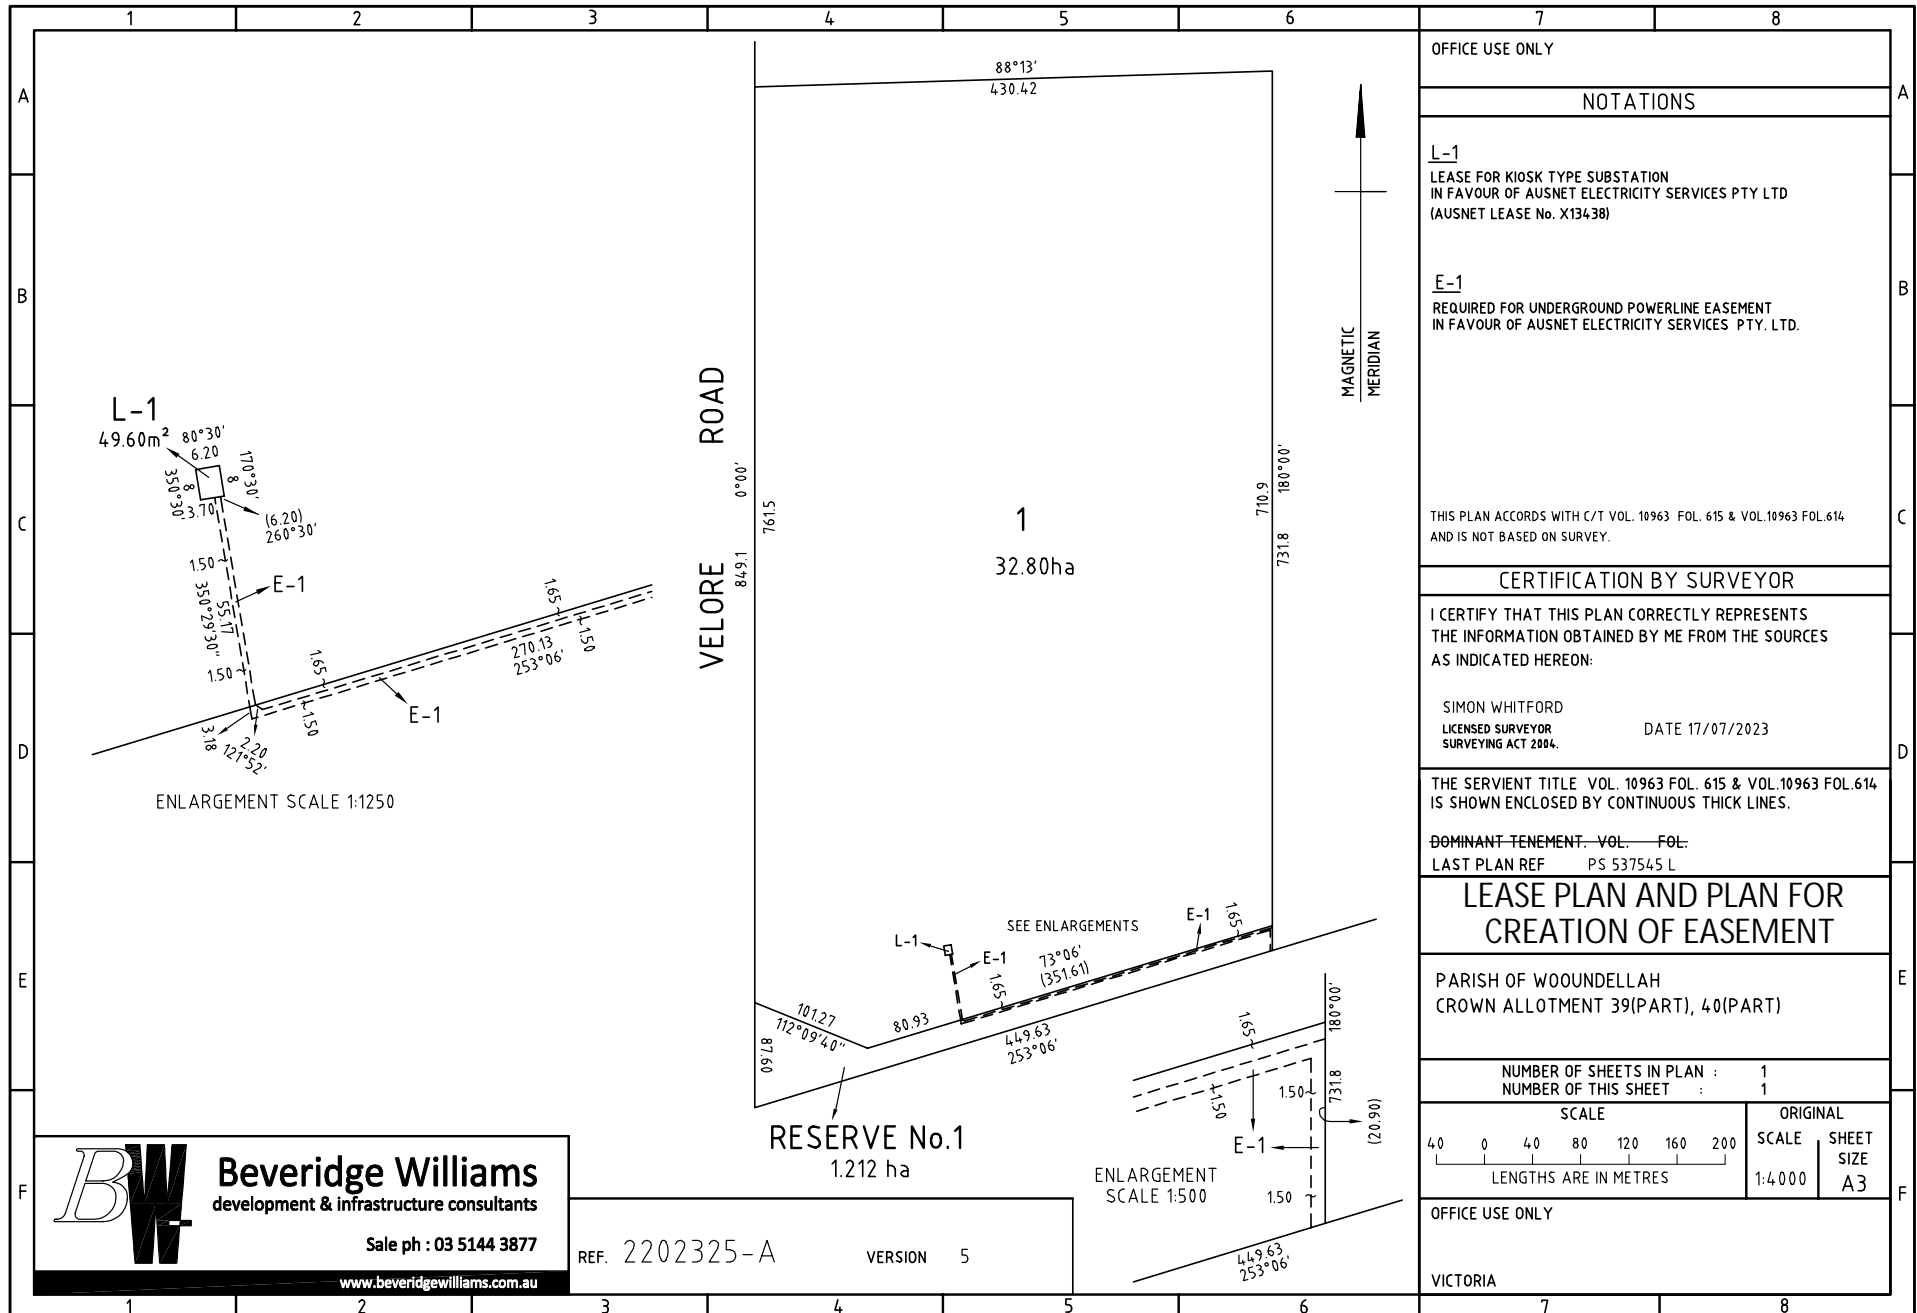 1 2 3 4 5 6 7 8
A
B
C
D
E
F
A
B
C
D
E
F
88°13'
430.42
MAGNETIC
MERIDIAN
VELORE ROAD
0°00'
849.1
761.5
1
32.80ha
710.9
180°00'
731.8
L-1
49.60m²
80°30'
6.20
170°30'
8
350°30'
8
3.70
(6.20)
260°30'
1.50
E-1
55.17
350°29'30"
1.50
1.65
1.50
270.13
253°06'
1.65
1.50
E-1
3.18
2.20
121°52'
ENLARGEMENT SCALE 1:1250
SEE ENLARGEMENTS
L-1
E-1
E-1
1.65
1.65
73°06'
(351.61)
101.27
112°09'40"
80.93
87.60
449.63
253°06'
RESERVE No.1
1.212 ha
1.65
180°00'
731.8
1.50
1.50
E-1
(20.90)
1.50
ENLARGEMENT
SCALE 1:500
449.63
253°06'
BW
Beveridge Williams
development & infrastructure consultants
Sale ph : 03 5144 3877
www.beveridgewilliams.com.au
REF. 2202325-A VERSION 5
OFFICE USE ONLY
NOTATIONS
L-1
LEASE FOR KIOSK TYPE SUBSTATION
IN FAVOUR OF AUSNET ELECTRICITY SERVICES PTY LTD
(AUSNET LEASE No. X13438)
E-1
REQUIRED FOR UNDERGROUND POWERLINE EASEMENT
IN FAVOUR OF AUSNET ELECTRICITY SERVICES PTY. LTD.
THIS PLAN ACCORDS WITH C/T VOL. 10963 FOL. 615 & VOL.10963 FOL.614
AND IS NOT BASED ON SURVEY.
CERTIFICATION BY SURVEYOR
I CERTIFY THAT THIS PLAN CORRECTLY REPRESENTS
THE INFORMATION OBTAINED BY ME FROM THE SOURCES
AS INDICATED HEREON:
SIMON WHITFORD
LICENSED SURVEYOR DATE 17/07/2023
SURVEYING ACT 2004.
THE SERVIENT TITLE VOL. 10963 FOL. 615 & VOL.10963 FOL.614
IS SHOWN ENCLOSED BY CONTINUOUS THICK LINES.
DOMINANT TENEMENT. VOL. FOL.
LAST PLAN REF PS 537545 L
LEASE PLAN AND PLAN FOR
CREATION OF EASEMENT
PARISH OF WOOUNDELLAH
CROWN ALLOTMENT 39(PART), 40(PART)
NUMBER OF SHEETS IN PLAN : 1
NUMBER OF THIS SHEET : 1
SCALE
40 0 40 80 120 160 200
LENGTHS ARE IN METRES
ORIGINAL
SCALE
1:4000
SHEET
SIZE
A3
OFFICE USE ONLY
VICTORIA
1 2 3 4 5 6 7 8